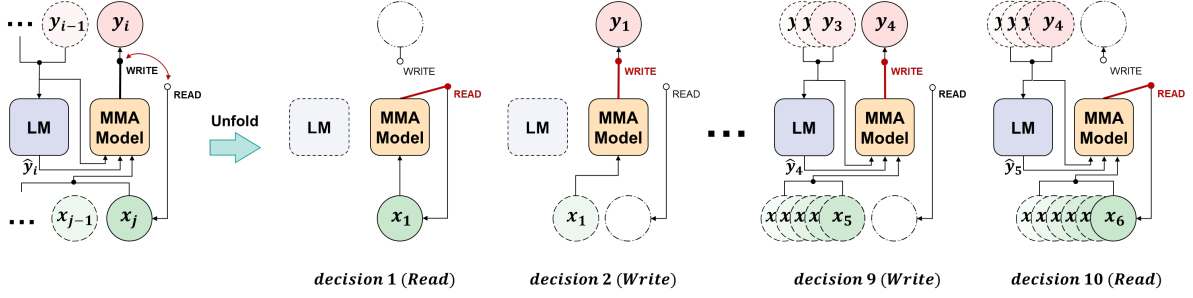 ... y_{i−1} y_i
WRITE
READ
LM
MMA Model
ŷ_i
... x_{j−1} x_j
Unfold
WRITE
READ
LM
MMA Model
x_1
decision 1 (Read)
y_1
WRITE
READ
LM
MMA Model
x_1
decision 2 (Write)
...
y y y y_3 y_4
WRITE
READ
LM
MMA Model
ŷ_4
x x x x x_5
decision 9 (Write)
y y y y_4
WRITE
READ
LM
MMA Model
ŷ_5
x x x x x x_6
decision 10 (Read)